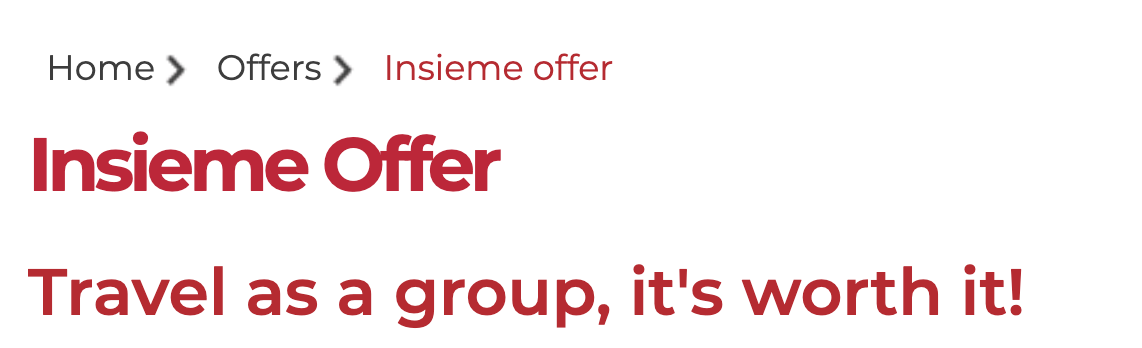 Home Offers Insieme offer
Insieme Offer
Travel as a group, it's worth it!